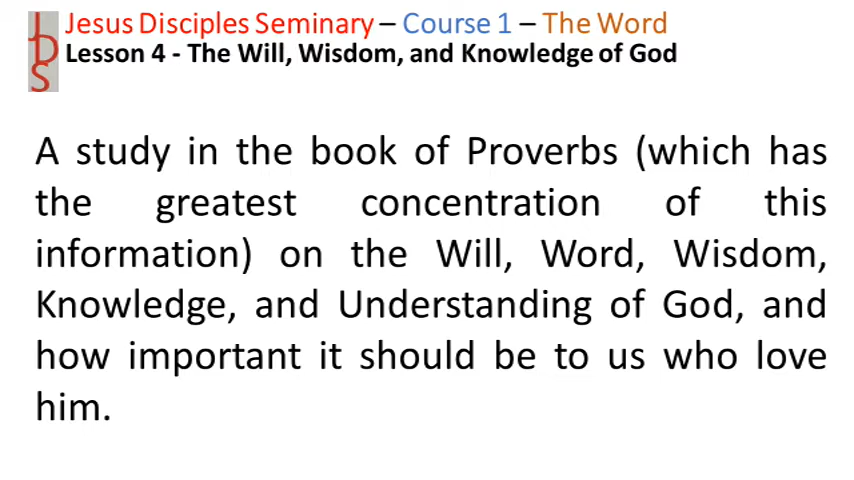 JDS
Jesus Disciples Seminary – Course 1 – The Word
Lesson 4 - The Will, Wisdom, and Knowledge of God
A study in the book of Proverbs (which has
the greatest concentration of this
information) on the Will, Word, Wisdom,
Knowledge, and Understanding of God, and
how important it should be to us who love
him.